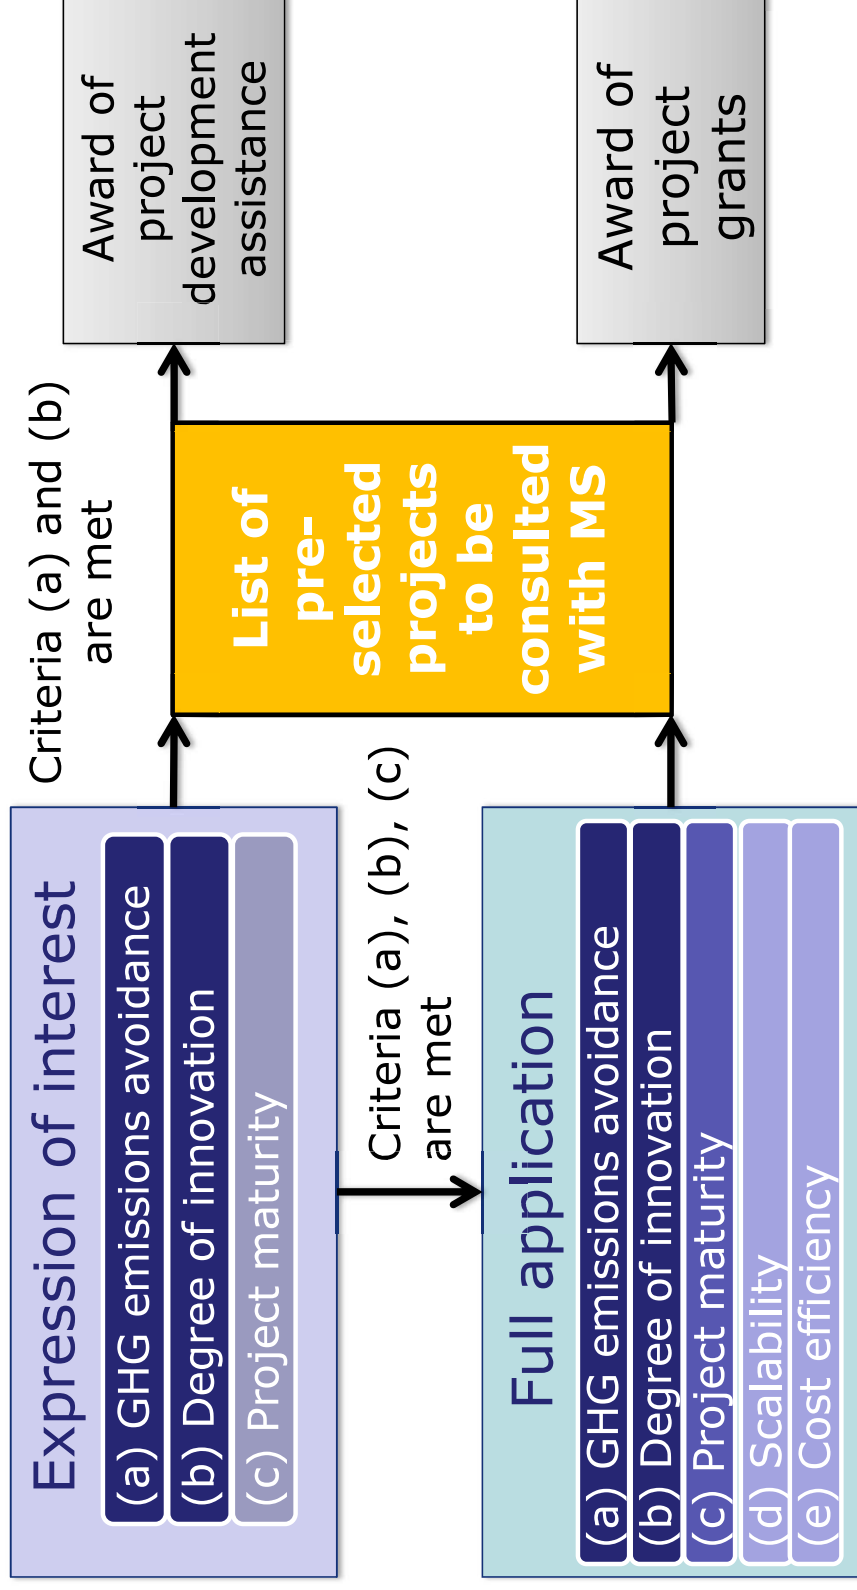 Expression of interest
(a) GHG emissions avoidance
(b) Degree of innovation
(c) Project maturity
Criteria (a) and (b)
are met
Criteria (a), (b), (c)
are met
Full application
(a) GHG emissions avoidance
(b) Degree of innovation
(c) Project maturity
(d) Scalability
(e) Cost efficiency
List of
pre-
selected
projects
to be
consulted
with MS
Award of
project
development
assistance
Award of
project
grants